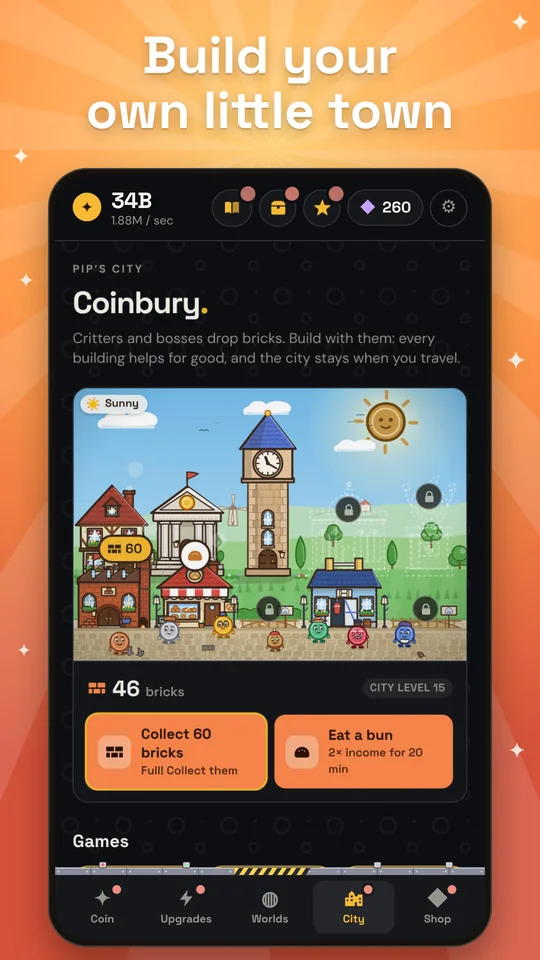 Build your
own little town
34B
1.88M / sec
260
PIP'S CITY
Coinbury.
Critters and bosses drop bricks. Build with them: every
building helps for good, and the city stays when you travel.
Sunny
60
46 bricks
CITY LEVEL 15
Collect 60
bricks
Full! Collect them
Eat a bun
2× income for 20
min
Games
Coin
Upgrades
Worlds
City
Shop